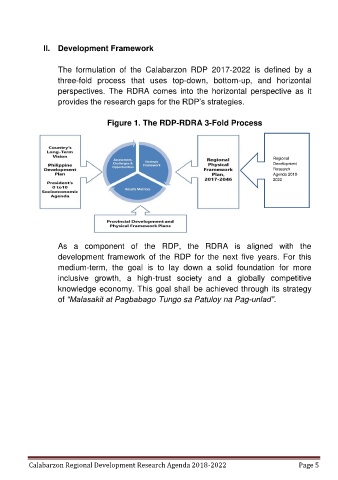 II. Development Framework
The formulation of the Calabarzon RDP 2017-2022 is defined by a
three-fold process that uses top-down, bottom-up, and horizontal
perspectives. The RDRA comes into the horizontal perspective as it
provides the research gaps for the RDP's strategies.
Figure 1. The RDP-RDRA 3-Fold Process
Country's
Long-Term
Vision
Philippine
Development
Plan
President's
0 to10
Socioeconomic
Agenda
Assessment,
Challenges &
Opportunities
Strategic
Framework
Results Matrices
Regional
Physical
Framework
Plan,
2017-2046
Regional
Development
Research
Agenda 2018-
2022
Provincial Development and
Physical Framework Plans
As a component of the RDP, the RDRA is aligned with the
development framework of the RDP for the next five years. For this
medium-term, the goal is to lay down a solid foundation for more
inclusive growth, a high-trust society and a globally competitive
knowledge economy. This goal shall be achieved through its strategy
of "Malasakit at Pagbabago Tungo sa Patuloy na Pag-unlad".
Calabarzon Regional Development Research Agenda 2018-2022 Page 5